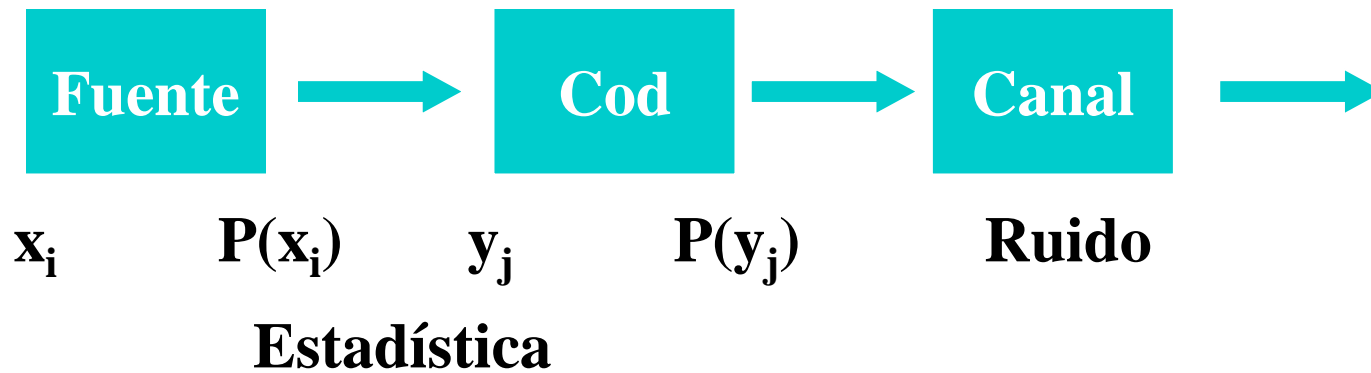 Fuente Cod Canal
xᵢ P(xᵢ) yⱼ P(yⱼ) Ruido
Estadística